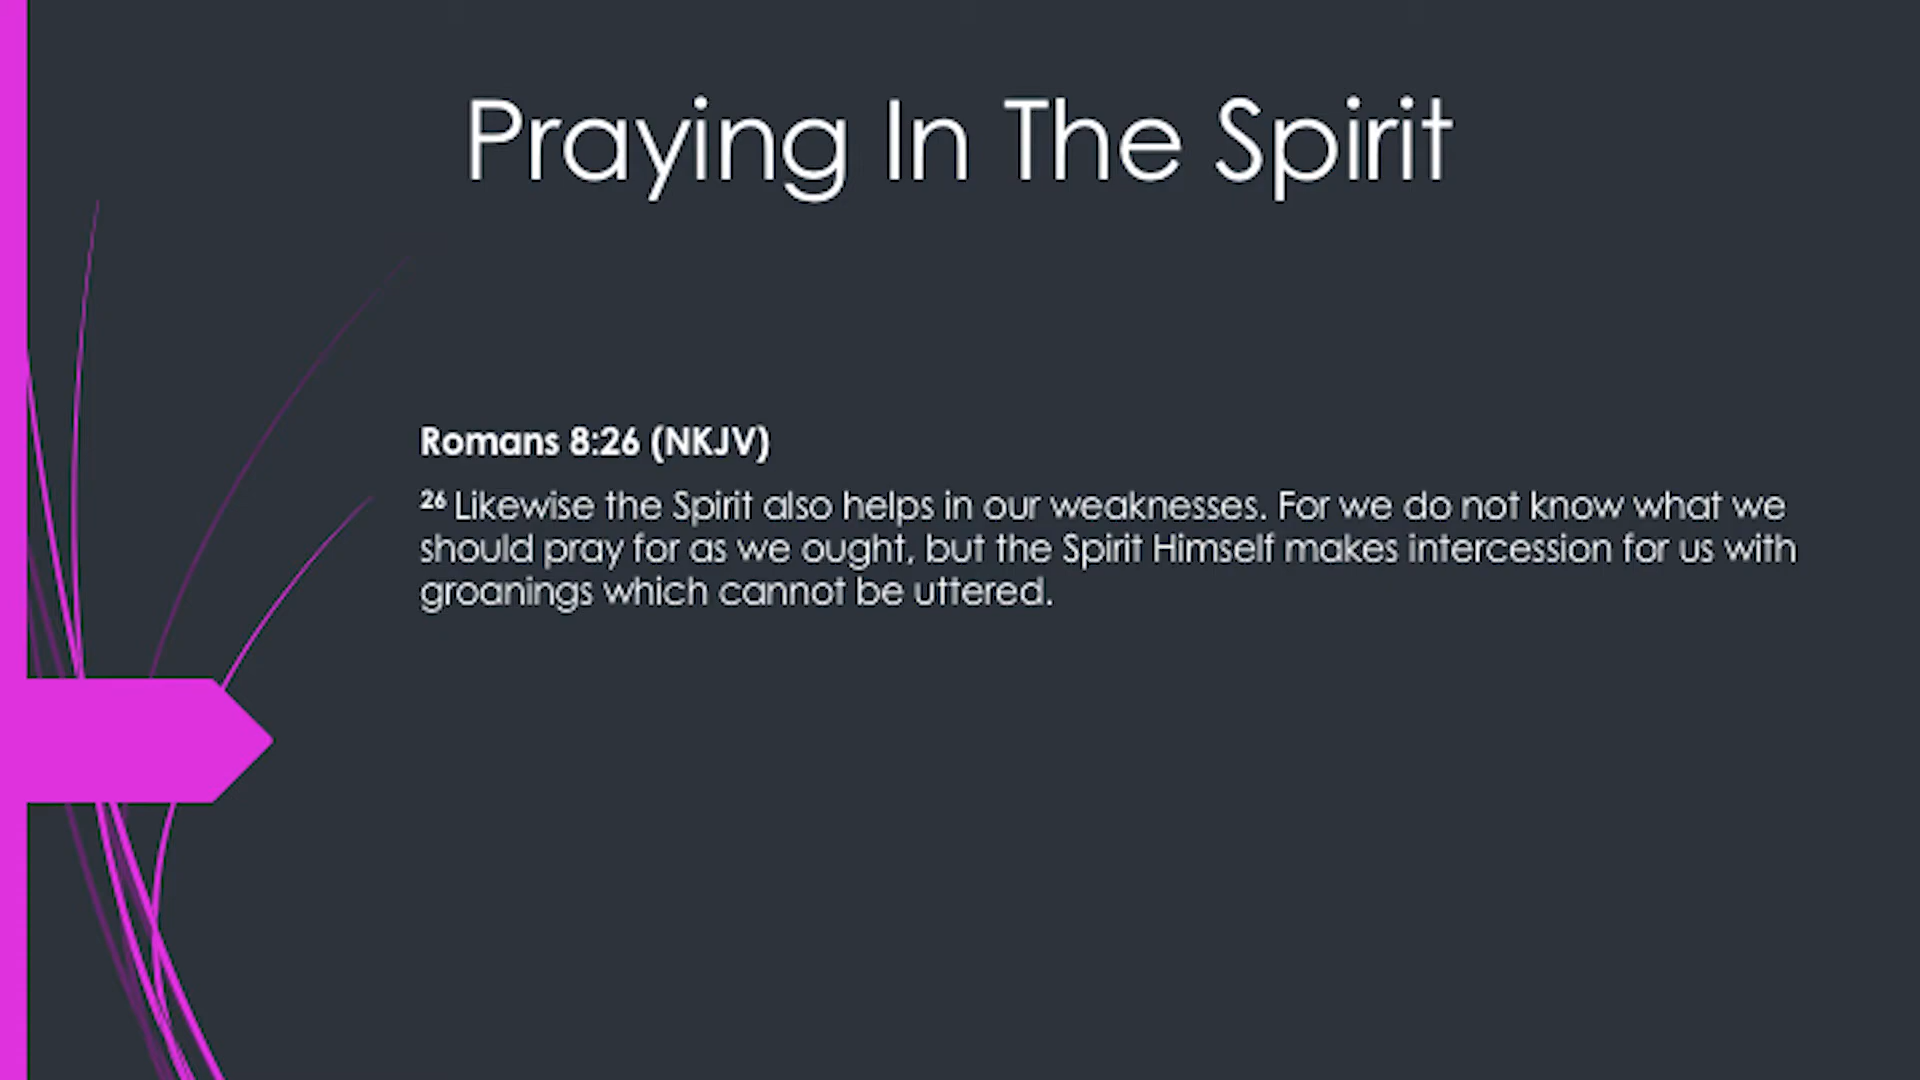 Praying In The Spirit
Romans 8:26 (NKJV)
26 Likewise the Spirit also helps in our weaknesses. For we do not know what we
should pray for as we ought, but the Spirit Himself makes intercession for us with
groanings which cannot be uttered.